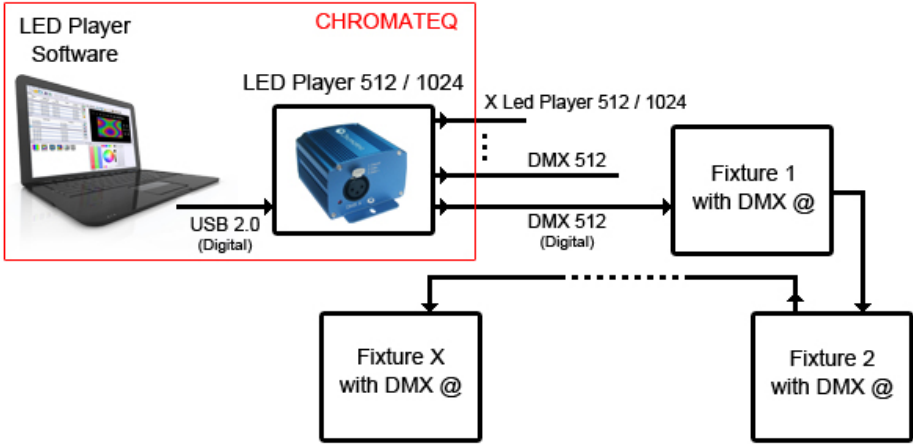 LED Player
Software
CHROMATEQ
LED Player 512 / 1024
X Led Player 512 / 1024
DMX 512
USB 2.0
(Digital)
DMX 512
(Digital)
Fixture 1
with DMX @
Fixture X
with DMX @
Fixture 2
with DMX @